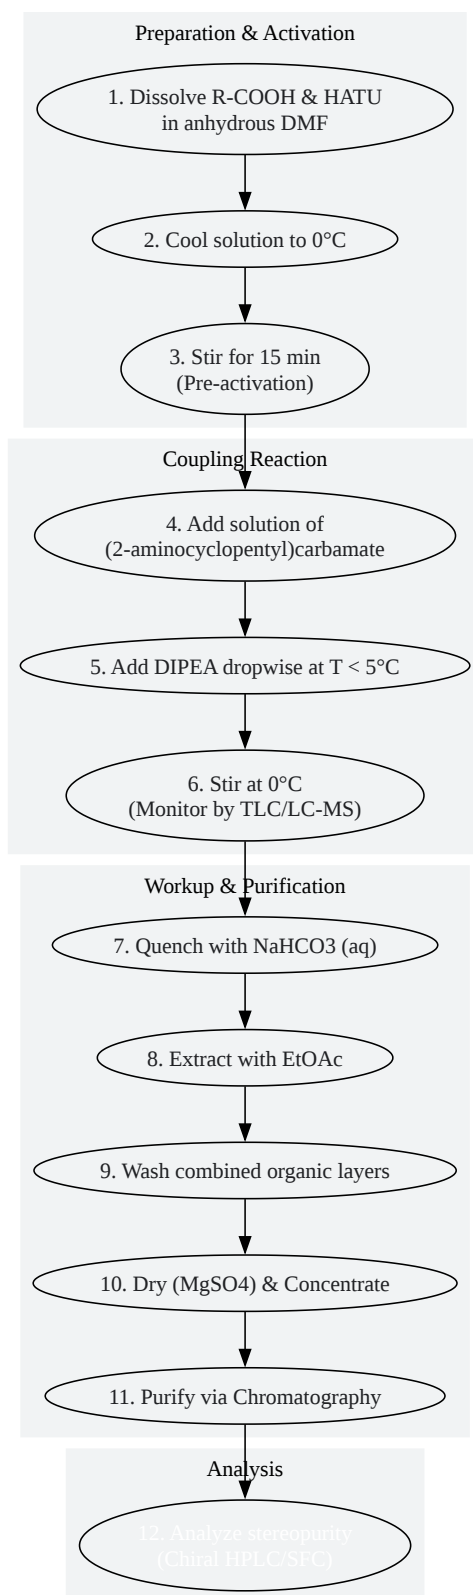 Preparation & Activation
1. Dissolve R-COOH & HATU
in anhydrous DMF
2. Cool solution to 0°C
3. Stir for 15 min
(Pre-activation)
Coupling Reaction
4. Add solution of
(2-aminocyclopentyl)carbamate
5. Add DIPEA dropwise at T < 5°C
6. Stir at 0°C
(Monitor by TLC/LC-MS)
Workup & Purification
7. Quench with NaHCO3 (aq)
8. Extract with EtOAc
9. Wash combined organic layers
10. Dry (MgSO4) & Concentrate
11. Purify via Chromatography
Analysis
12. Analyze stereopurity
(Chiral HPLC/SFC)